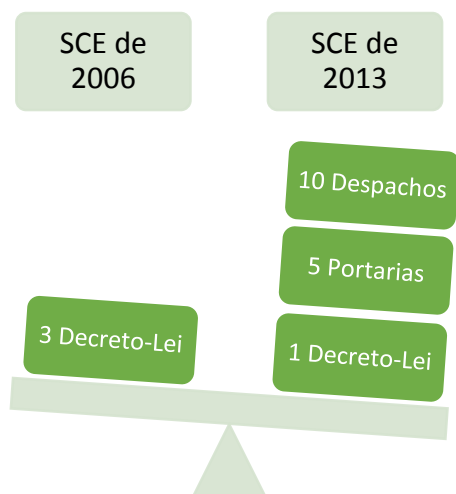 SCE de
2006
SCE de
2013
10 Despachos
5 Portarias
3 Decreto-Lei
1 Decreto-Lei